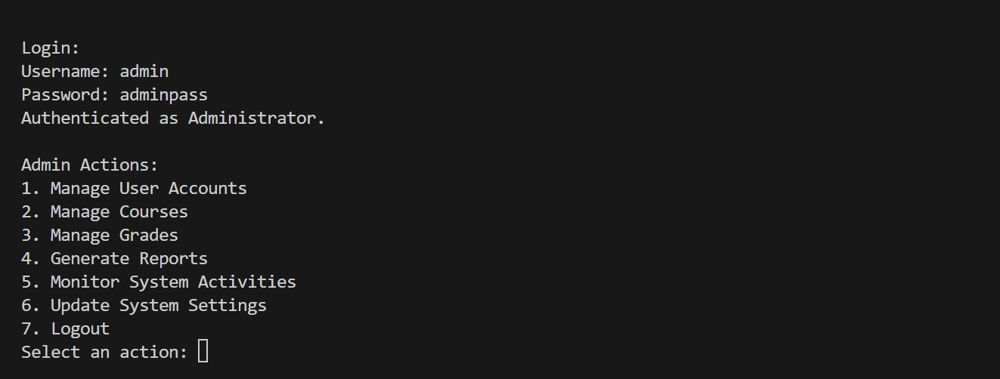 Login:
Username: admin
Password: adminpass
Authenticated as Administrator.
Admin Actions:
1. Manage User Accounts
2. Manage Courses
3. Manage Grades
4. Generate Reports
5. Monitor System Activities
6. Update System Settings
7. Logout
Select an action: